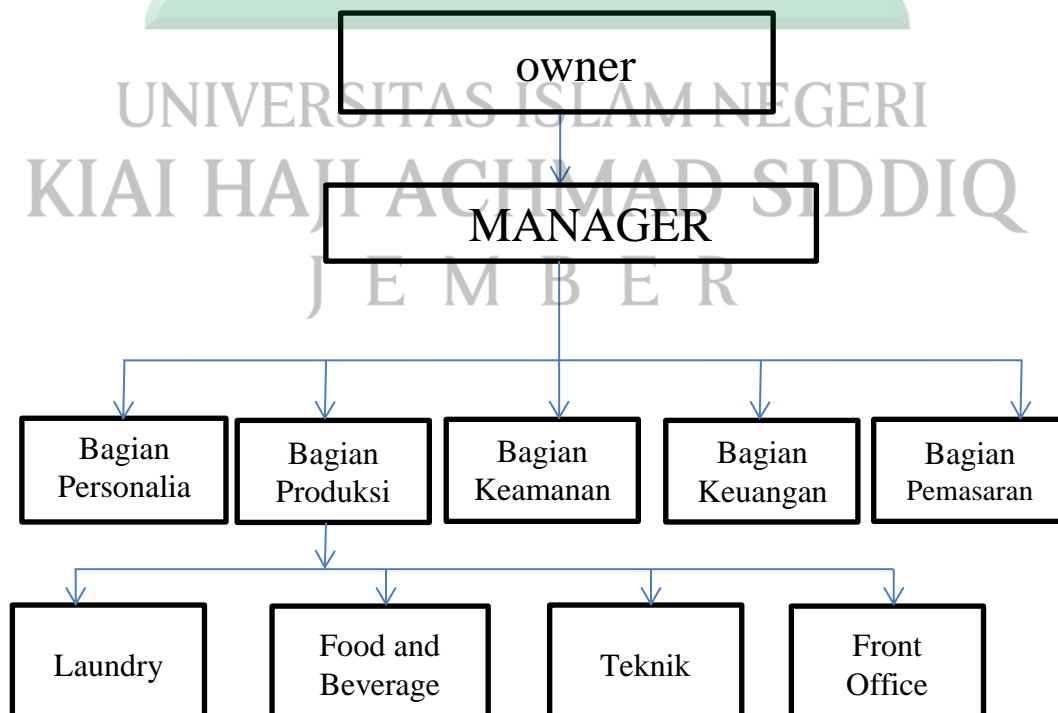 owner
UNIVERSITAS ISLAM NEGERI
KIAI HAJI ACHMAD SIDDIQ
MANAGER
J E M B E R
Bagian
Personalia
Bagian
Produksi
Bagian
Keamanan
Bagian
Keuangan
Bagian
Pemasaran
Laundry
Food and
Beverage
Teknik
Front
Office